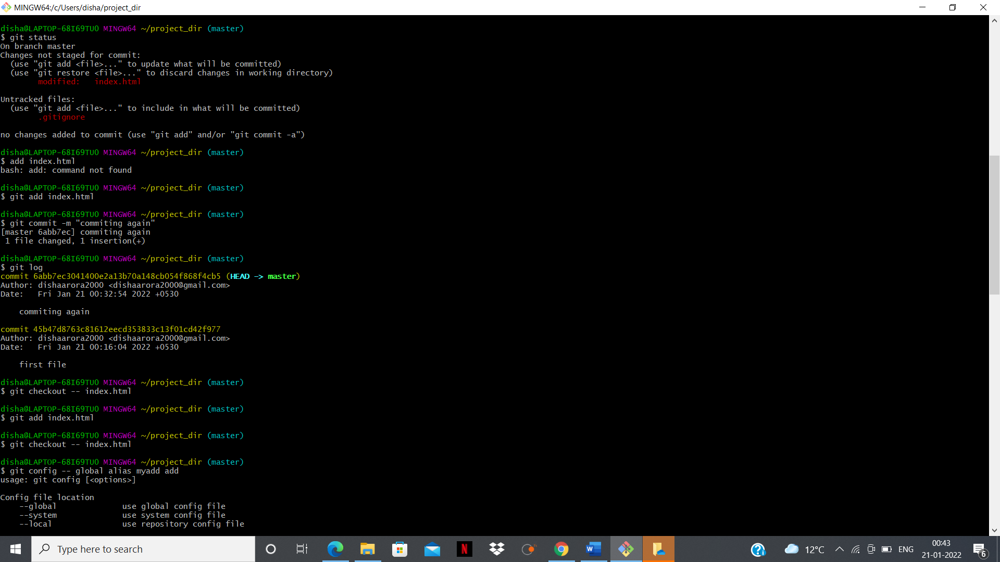 MINGW64:/c/Users/disha/project_dir
disha@LAPTOP-68I69TUO MINGW64 ~/project_dir (master)
$ git status
On branch master
Changes not staged for commit:
  (use "git add <file>..." to update what will be committed)
  (use "git restore <file>..." to discard changes in working directory)
        modified:   index.html

Untracked files:
  (use "git add <file>..." to include in what will be committed)
        .gitignore

no changes added to commit (use "git add" and/or "git commit -a")

disha@LAPTOP-68I69TUO MINGW64 ~/project_dir (master)
$ add index.html
bash: add: command not found

disha@LAPTOP-68I69TUO MINGW64 ~/project_dir (master)
$ git add index.html

disha@LAPTOP-68I69TUO MINGW64 ~/project_dir (master)
$ git commit -m "commiting again"
[master 6abb7ec] commiting again
 1 file changed, 1 insertion(+)

disha@LAPTOP-68I69TUO MINGW64 ~/project_dir (master)
$ git log
commit 6abb7ec3041400e2a13b70a148cb054f868f4cb5 (HEAD -> master)
Author: dishaarora2000 <dishaarora2000@gmail.com>
Date:   Fri Jan 21 00:32:54 2022 +0530

    commiting again

commit 45b47d8763c81612eecd353833c13f01cd42f977
Author: dishaarora2000 <dishaarora2000@gmail.com>
Date:   Fri Jan 21 00:16:04 2022 +0530

    first file

disha@LAPTOP-68I69TUO MINGW64 ~/project_dir (master)
$ git checkout -- index.html

disha@LAPTOP-68I69TUO MINGW64 ~/project_dir (master)
$ git add index.html

disha@LAPTOP-68I69TUO MINGW64 ~/project_dir (master)
$ git checkout -- index.html

disha@LAPTOP-68I69TUO MINGW64 ~/project_dir (master)
$ git config -- global alias myadd add
usage: git config [<options>]

Config file location
    --global              use global config file
    --system              use system config file
    --local               use repository config file
Type here to search
N
W
12°C
ENG
00:43
21-01-2022
6